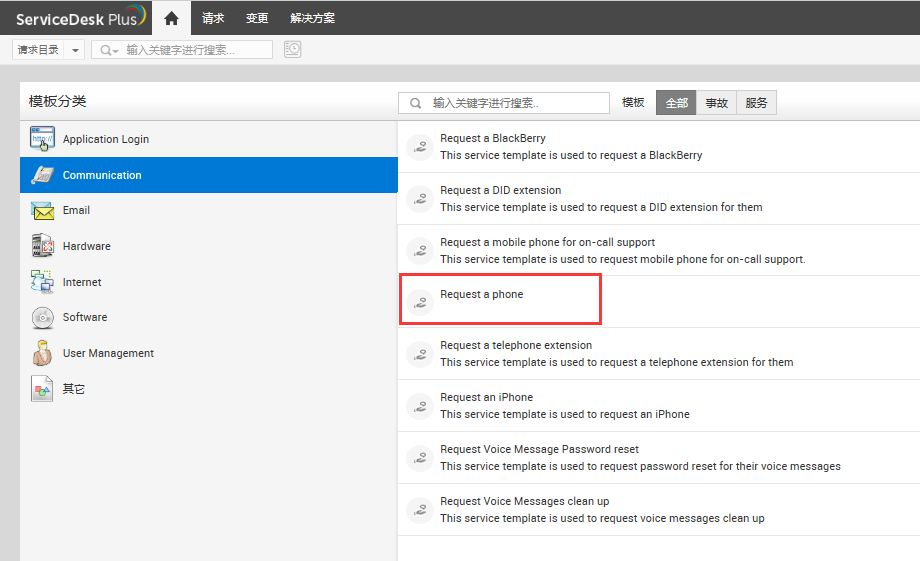 ServiceDesk Plus 请求 变更 解决方案
请求目录 输入关键字进行搜索...
模板分类 输入关键字进行搜索.. 模板 全部 事故 服务
Application Login
Communication
Email
Hardware
Internet
Software
User Management
其它
Request a BlackBerry
This service template is used to request a BlackBerry
Request a DID extension
This service template is used to request a DID extension for them
Request a mobile phone for on-call support
This service template is used to request mobile phone for on-call support.
Request a phone
Request a telephone extension
This service template is used to request a telephone extension for them
Request an iPhone
This service template is used to request an iPhone
Request Voice Message Password reset
This service template is used to request password reset for their voice messages
Request Voice Messages clean up
This service template is used to request voice messages clean up